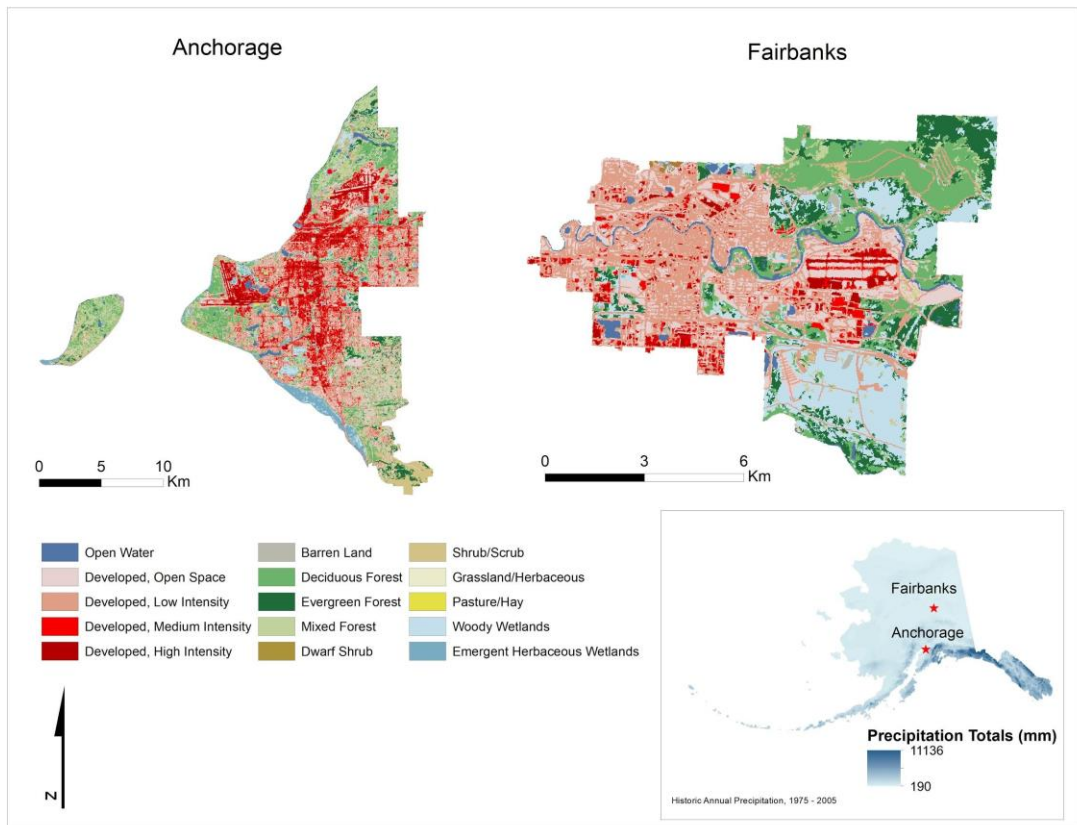 Anchorage
Fairbanks
0 5 10
Km
0 3 6
Km
Open Water
Developed, Open Space
Developed, Low Intensity
Developed, Medium Intensity
Developed, High Intensity
Barren Land
Deciduous Forest
Evergreen Forest
Mixed Forest
Dwarf Shrub
Shrub/Scrub
Grassland/Herbaceous
Pasture/Hay
Woody Wetlands
Emergent Herbaceous Wetlands
N
Fairbanks
Anchorage
Precipitation Totals (mm)
11136
190
Historic Annual Precipitation, 1975 - 2005